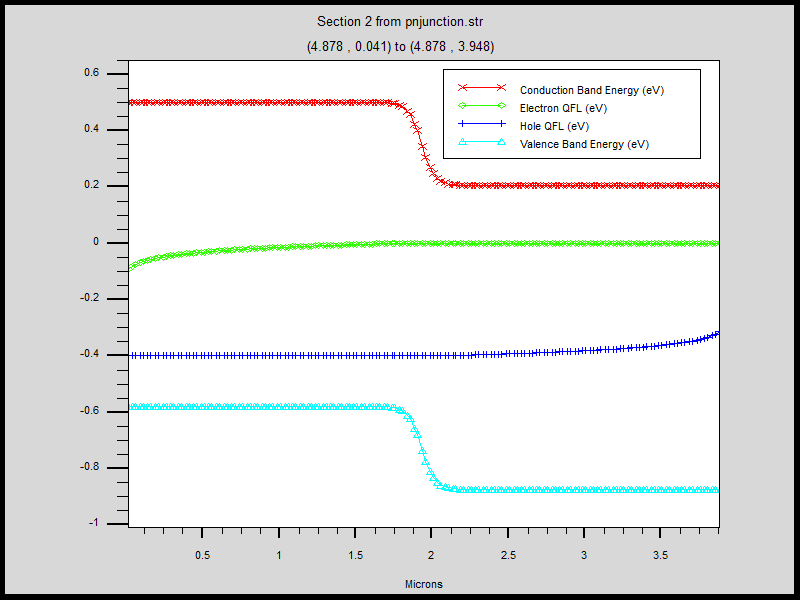 Section 2 from pnjunction.str
(4.878 , 0.041) to (4.878 , 3.948)
Conduction Band Energy (eV)
Electron QFL (eV)
Hole QFL (eV)
Valence Band Energy (eV)
0.6
0.4
0.2
0
-0.2
-0.4
-0.6
-0.8
-1
0.5 1 1.5 2 2.5 3 3.5
Microns